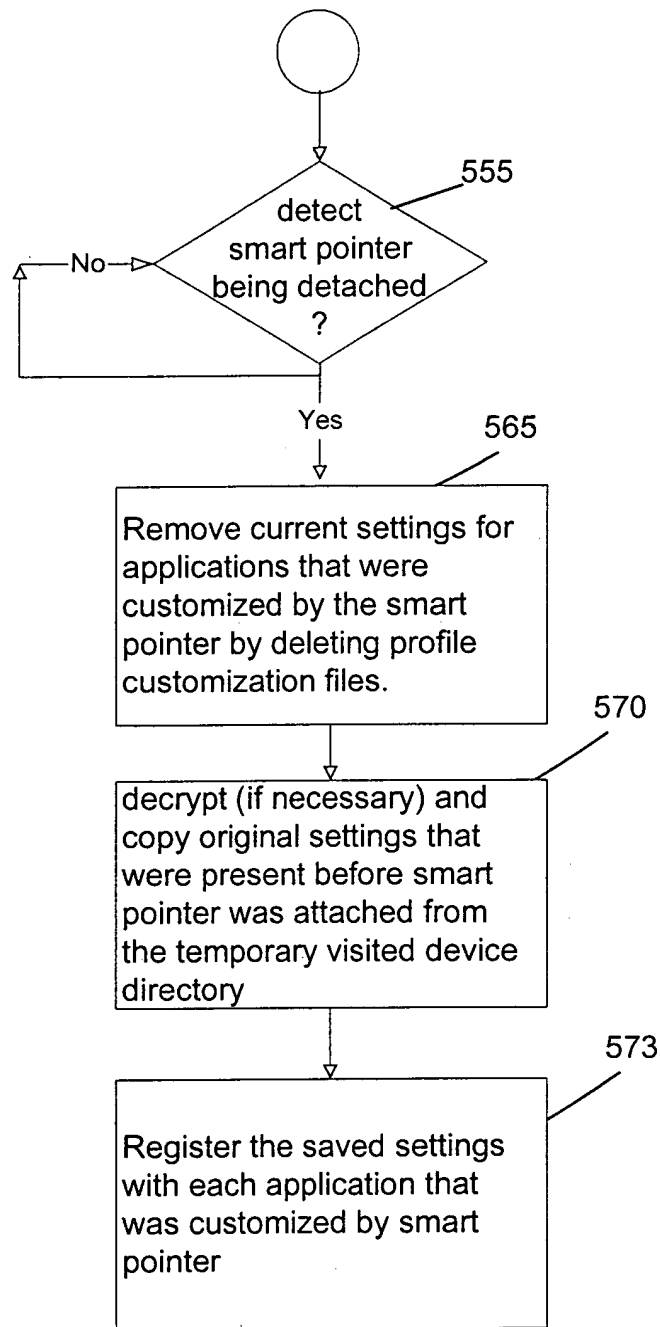 555
detect
smart pointer
being detached
?
No
Yes
565
Remove current settings for
applications that were
customized by the smart
pointer by deleting profile
customization files.
570
decrypt (if necessary) and
copy original settings that
were present before smart
pointer was attached from
the temporary visited device
directory
573
Register the saved settings
with each application that
was customized by smart
pointer